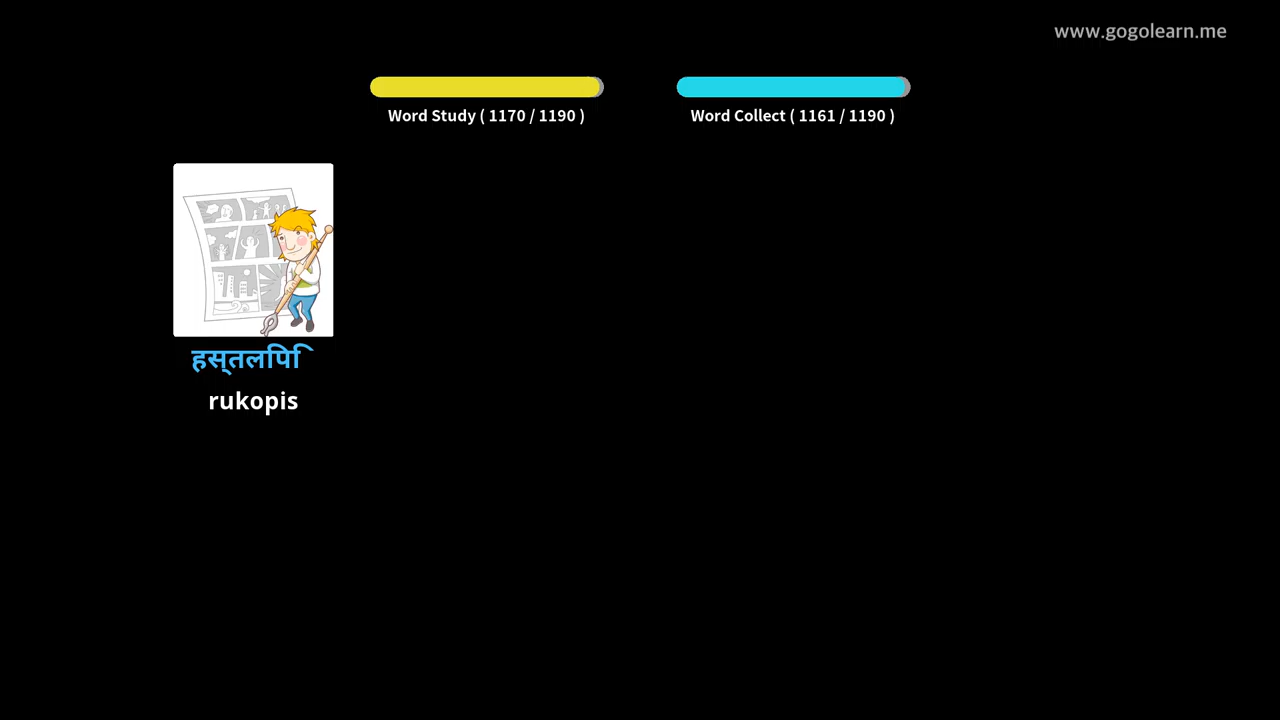 www.gogolearn.me
Word Study ( 1170 / 1190 )
Word Collect ( 1161 / 1190 )
हस्तलिपि
rukopis